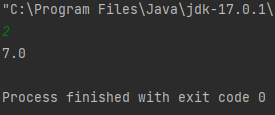 "C:\Program Files\Java\jdk-17.0.1\
2
7.0
Process finished with exit code 0